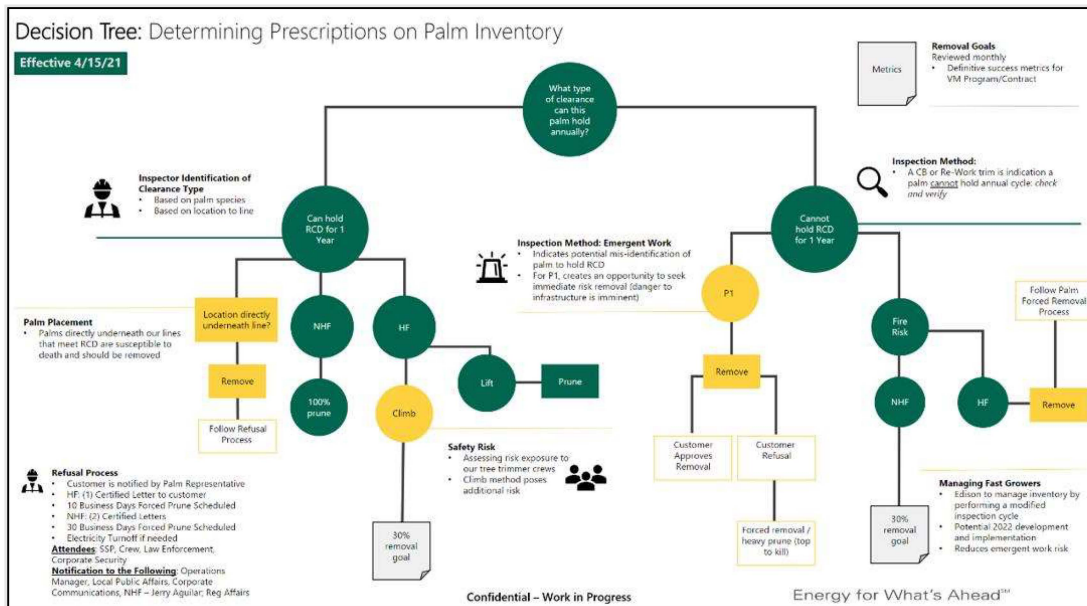 Decision Tree: Determining Prescriptions on Palm Inventory
Effective 4/15/21
Metrics
Removal Goals
Reviewed monthly
• Definitive success metrics for
VM Program/Contract
What type
of clearance
can this
palm hold
annually?
Inspector Identification of
Clearance Type
• Based on palm species
• Based on location to line
Can hold
RCD for 1
Year
Inspection Method:
• A CB or Re-Work trim is indication a
palm cannot hold annual cycle: check
and verify
Cannot
hold RCD
for 1 Year
Inspection Method: Emergent Work
• Indicates potential mis-identification of
palm to hold RCD
• For P1, creates an opportunity to seek
immediate risk removal (danger to
infrastructure is imminent)
Palm Placement
• Palms directly underneath our lines
that meet RCD are susceptible to
death and should be removed
Location directly
underneath line?
Remove
Follow Refusal
Process
NHF
100%
prune
HF
Lift
Prune
Climb
Safety Risk
• Assessing risk exposure to
our tree trimmer crews
• Climb method poses
additional risk
30%
removal
goal
P1
Remove
Customer
Approves
Removal
Customer
Refusal
Forced removal /
heavy prune (top
to kill)
Fire
Risk
NHF
30%
removal
goal
HF
Remove
Follow Palm
Forced Removal
Process
Managing Fast Growers
• Edison to manage inventory by
performing a modified
inspection cycle
• Potential 2022 development
and implementation
• Reduces emergent work risk
Refusal Process
• Customer is notified by Palm Representative
• HF: (1) Certified Letter to customer
• 10 Business Days Forced Prune Scheduled
• NHF: (2) Certified Letters
• 30 Business Days Forced Prune Scheduled
• Electricity Turnoff if needed
Attendees: SSP, Crew, Law Enforcement,
Corporate Security
Notification to the Following: Operations
Manager, Local Public Affairs, Corporate
Communications, NHF – Jerry Aguilar; Reg Affairs
Confidential – Work in Progress
Energy for What's Ahead℠